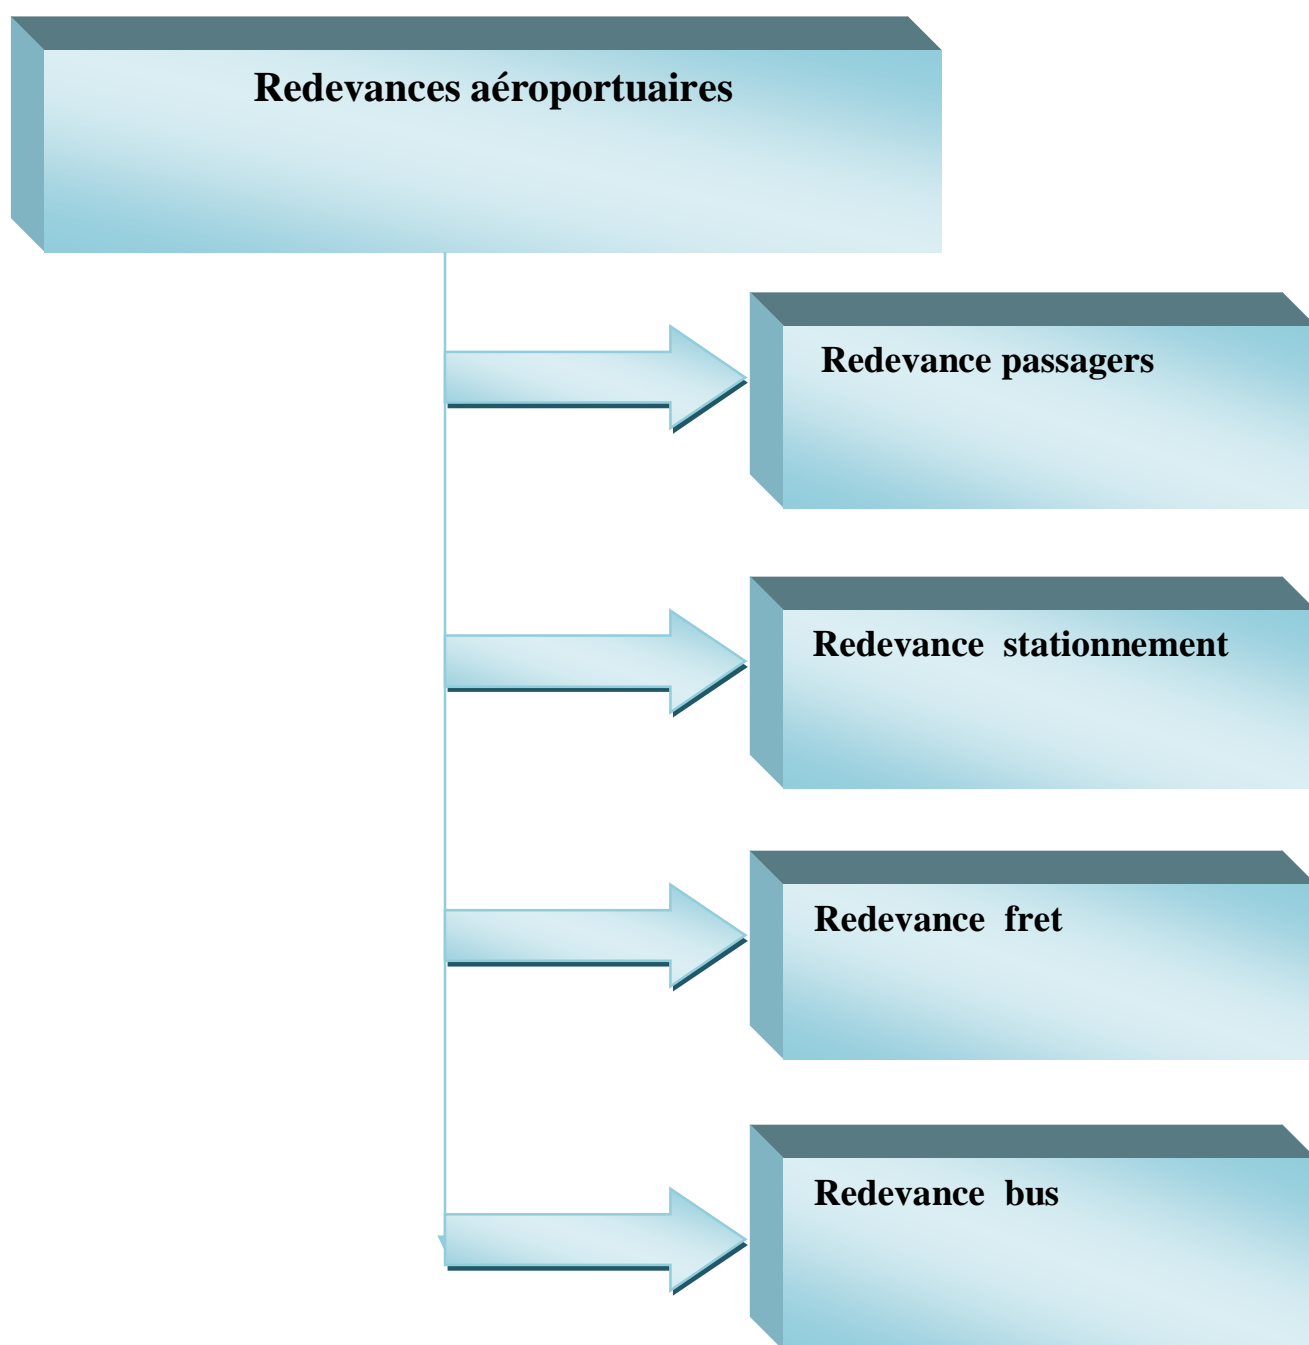 Redevances aéroportuaires
Redevance passagers
Redevance stationnement
Redevance fret
Redevance bus